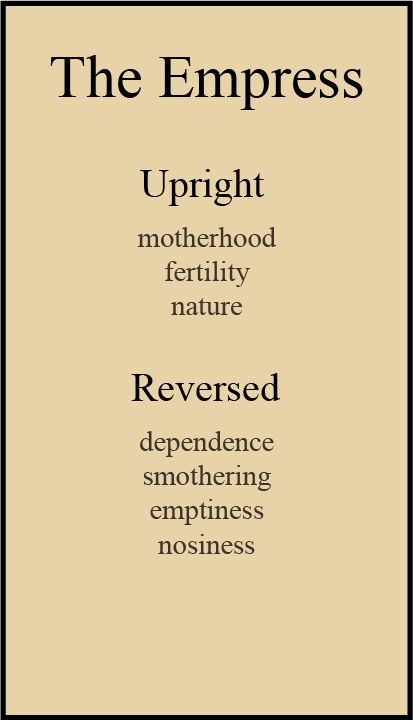 The Empress
Upright
motherhood
fertility
nature
Reversed
dependence
smothering
emptiness
nosiness